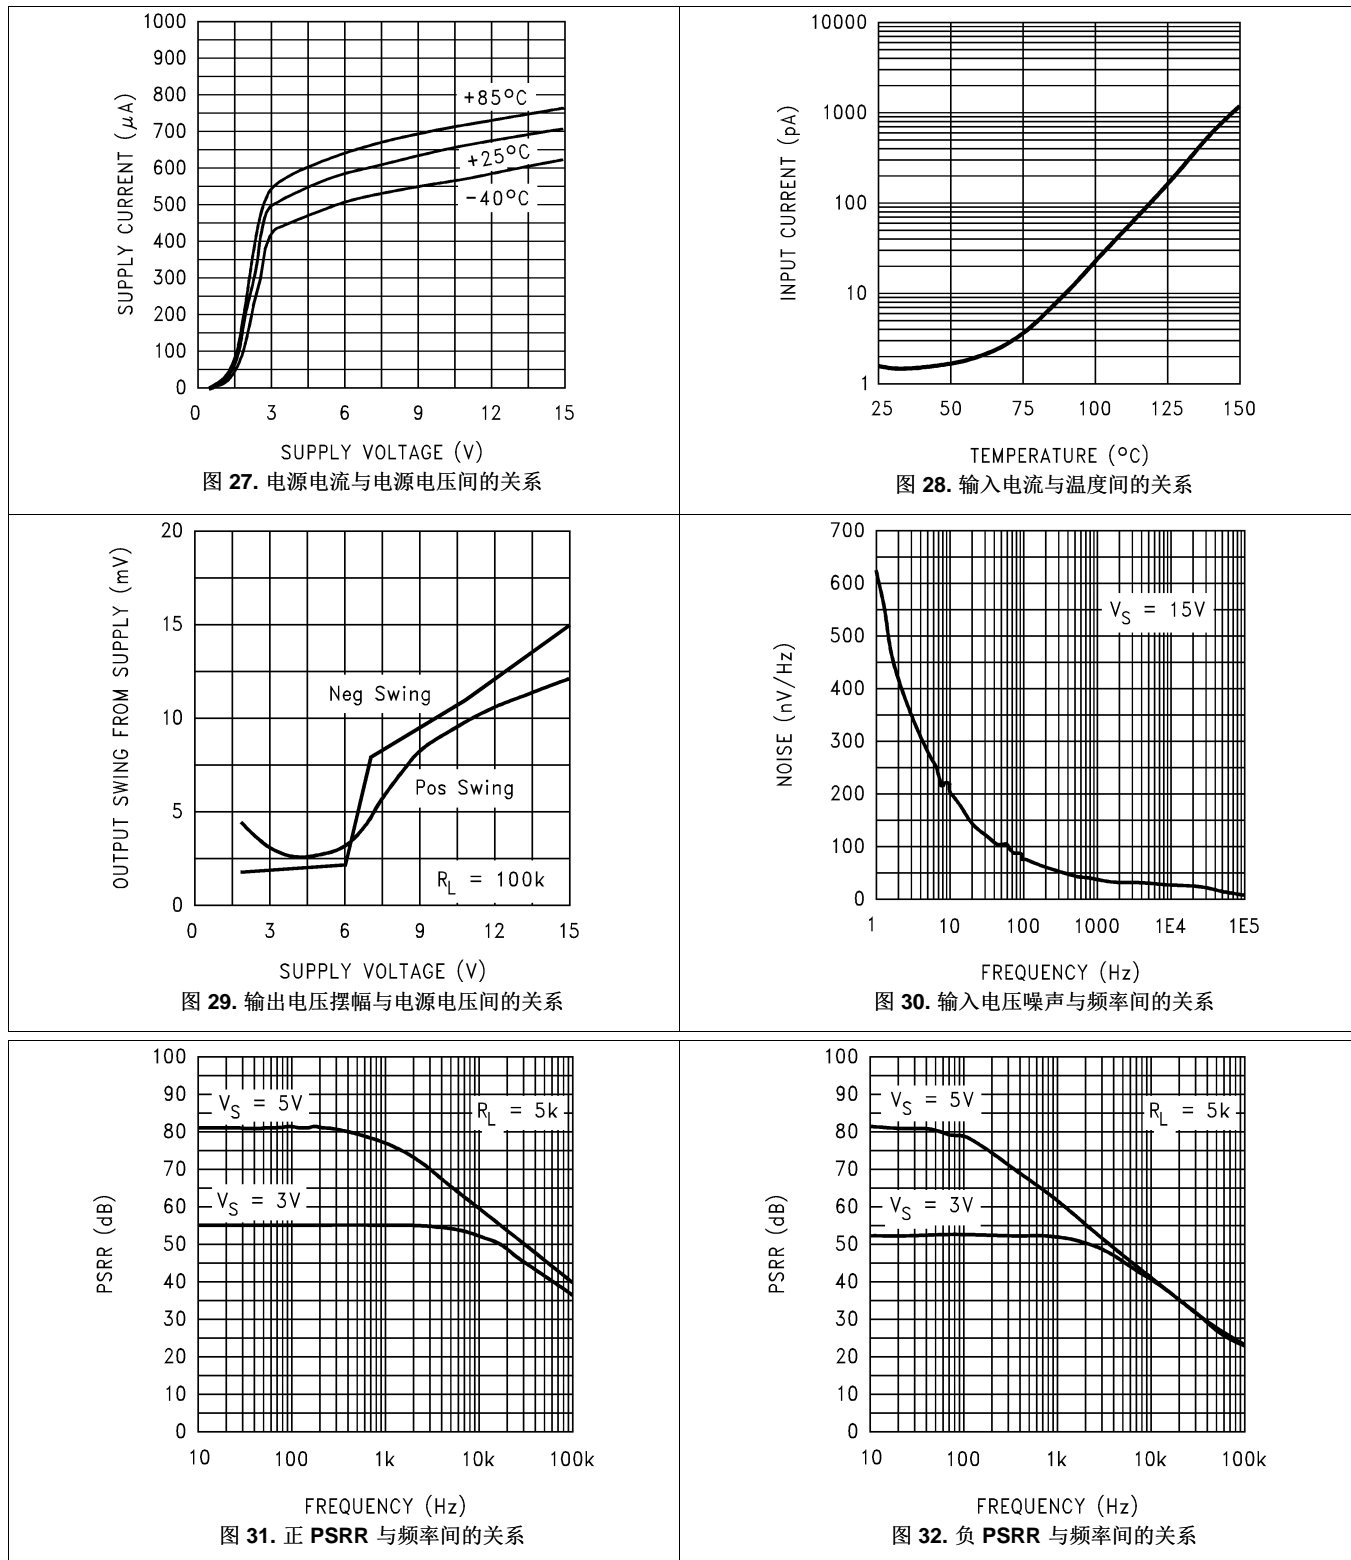 1000
900
800
700
600
500
400
300
200
100
0
SUPPLY CURRENT (μA)
+85°C
+25°C
-40°C
0 3 6 9 12 15
SUPPLY VOLTAGE (V)
图 27. 电源电流与电源电压间的关系
10000
1000
100
10
1
INPUT CURRENT (pA)
25 50 75 100 125 150
TEMPERATURE (°C)
图 28. 输入电流与温度间的关系
20
15
10
5
0
OUTPUT SWING FROM SUPPLY (mV)
Neg Swing
Pos Swing
RL = 100k
0 3 6 9 12 15
SUPPLY VOLTAGE (V)
图 29. 输出电压摆幅与电源电压间的关系
700
600
500
400
300
200
100
0
NOISE (nV/Hz)
VS = 15V
1 10 100 1000 1E4 1E5
FREQUENCY (Hz)
图 30. 输入电压噪声与频率间的关系
100
90
80
70
60
50
40
30
20
10
0
PSRR (dB)
VS = 5V
RL = 5k
VS = 3V
10 100 1k 10k 100k
FREQUENCY (Hz)
图 31. 正 PSRR 与频率间的关系
100
90
80
70
60
50
40
30
20
10
0
PSRR (dB)
VS = 5V
RL = 5k
VS = 3V
10 100 1k 10k 100k
FREQUENCY (Hz)
图 32. 负 PSRR 与频率间的关系